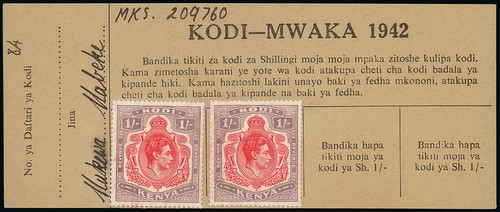 MKS. 209760
KODI—MWAKA 1942
Bandika tikiti za kodi za Shillingi moja moja mpaka zitoshe kulipa kodi.
Kama zimetosha karani ye yote wa kodi atakupa cheti cha kodi badala ya
kipande hiki. Kama hazitoshi lakini unayo baki ya fedha mkononi, atakupa
cheti cha kodi badala ya kipande na baki ya fedha.
No. ya Daftari ya Kodi
84
Jina
KODI
1/-
1/-
KENYA
KODI
1/-
1/-
KENYA
Bandika hapa
tikiti moja ya
kodi ya Sh. 1/-
Bandika hapa
tikiti moja ya
kodi ya Sh. 1/-